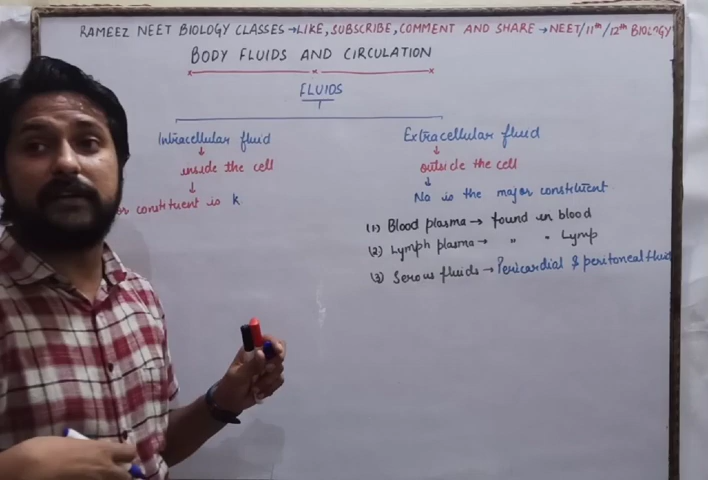 RAMEEZ NEET BIOLOGY CLASSES → LIKE, SUBSCRIBE, COMMENT AND SHARE → NEET/11th/12th BIOLOGY
BODY FLUIDS AND CIRCULATION
FLUIDS
Intracellular fluid
inside the cell
or constituent is K
Extracellular fluid
outside the cell
Na is the major constituent
(1) Blood plasma → found in blood
(2) Lymph plasma → " " Lymp
(3) Serous fluids → Pericardial & peritoneal fluid